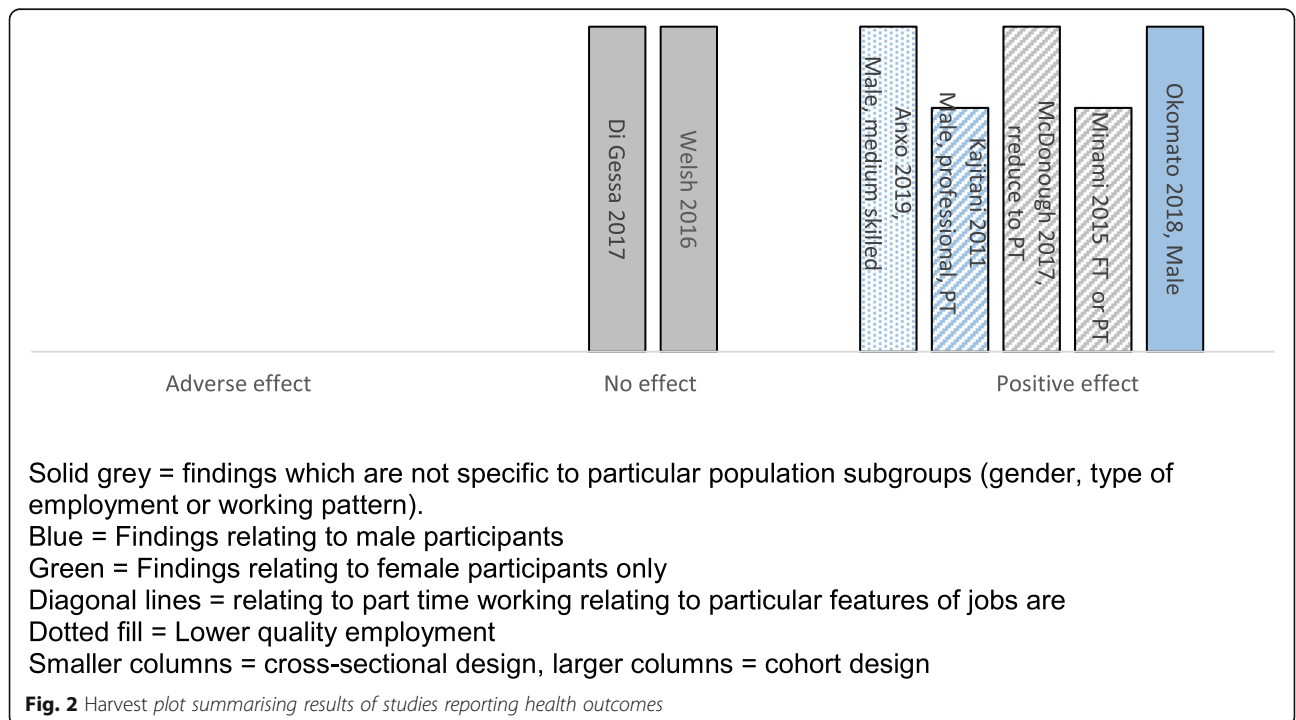 Di Gessa 2017
Welsh 2016
Anxo 2019,
Male, medium skilled
Kajitani 2011
Male, professional, PT
McDonough 2017,
rreduce to PT
Minami 2015  FT  or PT
Okomato 2018, Male
Adverse effect
No effect
Positive effect
Solid grey = findings which are not specific to particular population subgroups (gender, type of
employment or working pattern).
Blue = Findings relating to male participants
Green = Findings relating to female participants only
Diagonal lines = relating to part time working relating to particular features of jobs are
Dotted fill = Lower quality employment
Smaller columns = cross-sectional design, larger columns = cohort design
Fig. 2 Harvest plot summarising results of studies reporting health outcomes